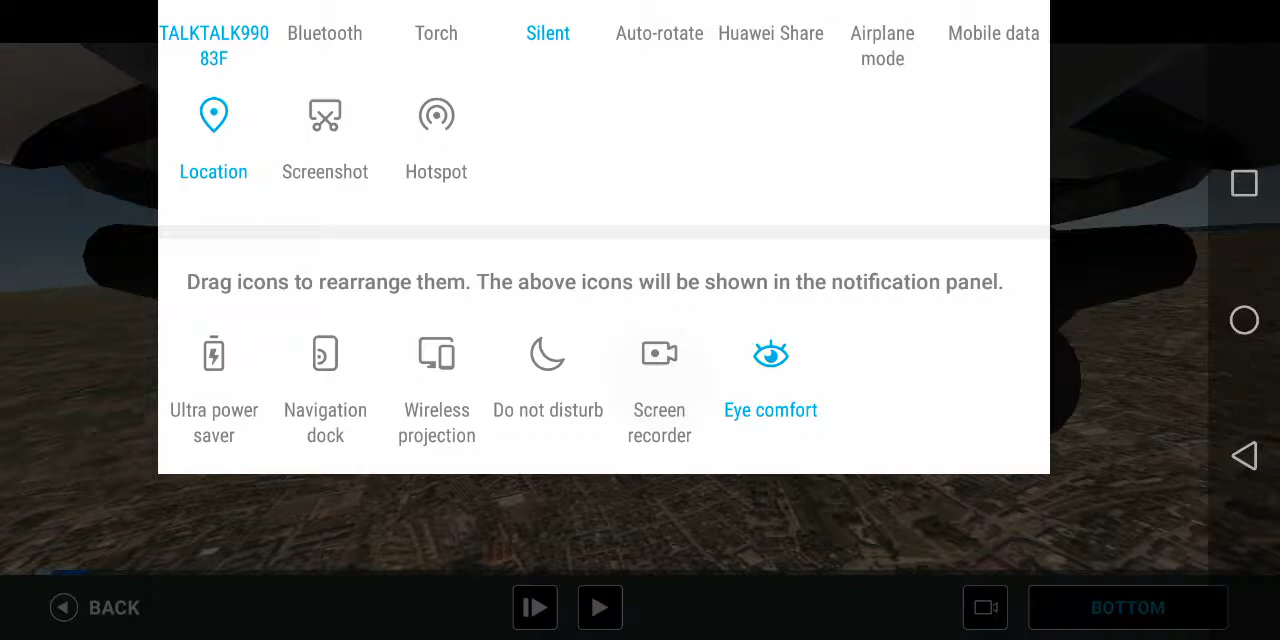 TALKTALK990 Bluetooth Torch Silent Auto-rotate Huawei Share Airplane Mobile data
83F mode
Location Screenshot Hotspot
Drag icons to rearrange them. The above icons will be shown in the notification panel.
Ultra power Navigation Wireless Do not disturb Screen Eye comfort
saver dock projection recorder
BACK BOTTOM